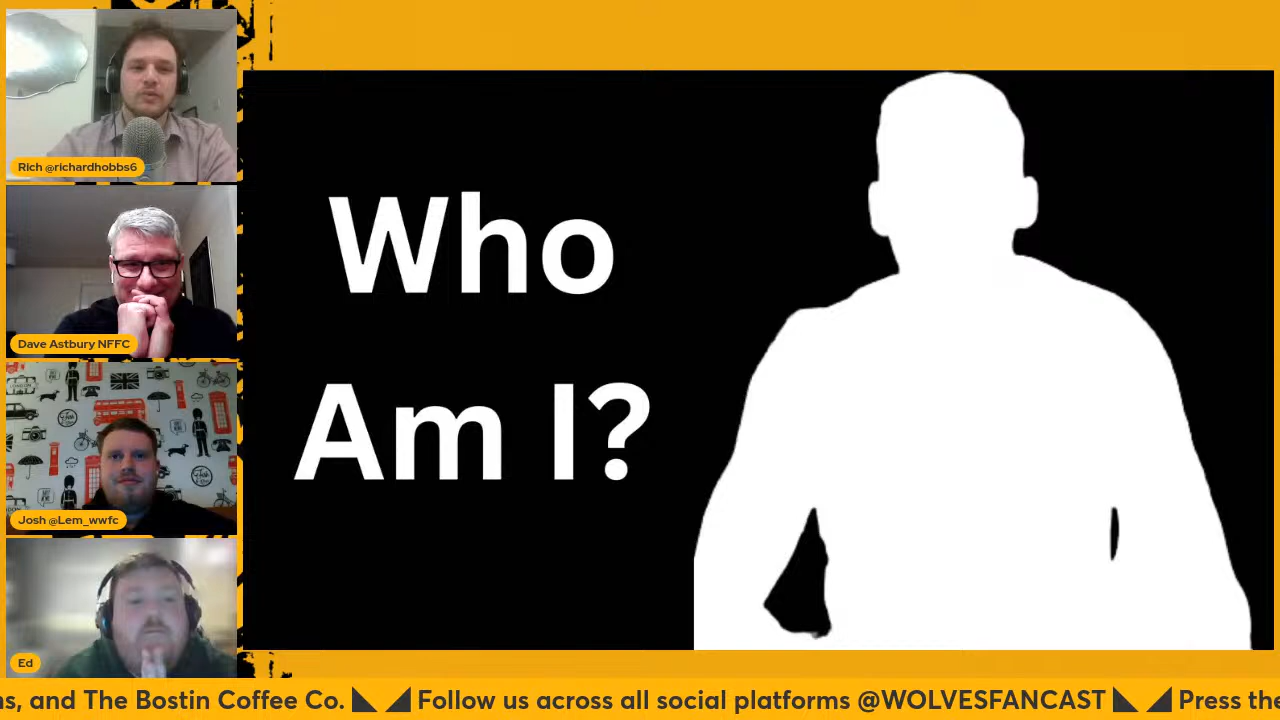 Rich @richardhobbs6
Dave Astbury NFFC
Josh @Lem_wwfc
Ed
Who
Am I?
ns, and The Bostin Coffee Co. Follow us across all social platforms @WOLVESFANCAST Press the